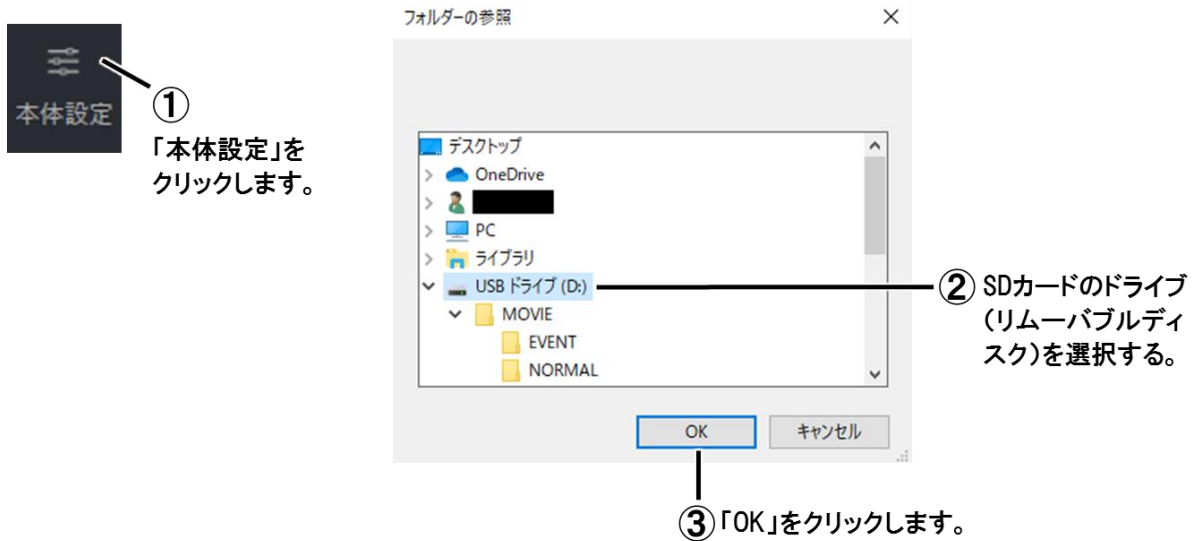 本体設定
①
「本体設定」を
クリックします。
フォルダーの参照
デスクトップ
OneDrive
PC
ライブラリ
USB ドライブ (D:)
MOVIE
EVENT
NORMAL
OK
キャンセル
② SDカードのドライブ
(リムーバブルディ
スク)を選択する。
③「OK」をクリックします。